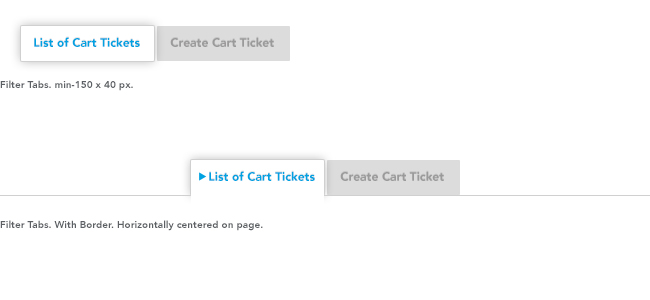 List of Cart Tickets Create Cart Ticket
Filter Tabs. min-150 x 40 px.
List of Cart Tickets Create Cart Ticket
Filter Tabs. With Border. Horizontally centered on page.